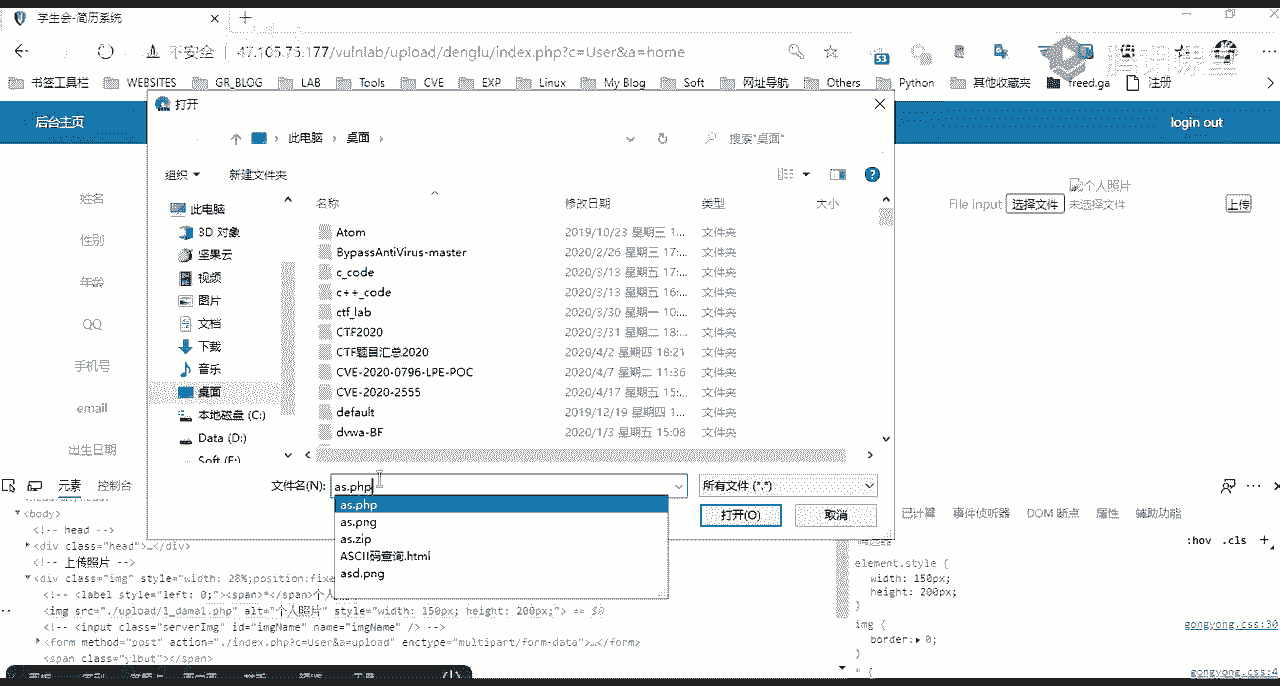 学生会-简历系统
不安全 47.105.75.177/vulnlab/upload/denglu/index.php?c=User&a=home
53
书签工具栏 WEBSITES GR_BLOG LAB Tools CVE EXP Linux My Blog Soft 网址导航 Others Python 其他收藏夹 freed.ga 注册
腾讯课堂
后台主页
login out
打开
此电脑 桌面
搜索"桌面"
组织 新建文件夹
名称 修改日期 类型 大小
此电脑
3D 对象
坚果云
视频
图片
文档
下载
音乐
桌面
本地磁盘 (C:)
Data (D:)
Soft (E:)
Atom 2019/10/23 星期三 1... 文件夹
BypassAntiVirus-master 2020/2/26 星期三 17:... 文件夹
c_code 2020/3/13 星期五 17:... 文件夹
c++_code 2020/3/13 星期五 16:... 文件夹
ctf_lab 2020/3/30 星期一 10:... 文件夹
CTF2020 2020/3/31 星期二 18:... 文件夹
CTF题目汇总2020 2020/4/2 星期四 18:21 文件夹
CVE-2020-0796-LPE-POC 2020/4/7 星期二 11:36 文件夹
CVE-2020-2555 2020/4/17 星期五 15:... 文件夹
default 2019/12/19 星期四 1... 文件夹
dvwa-BF 2020/1/3 星期五 15:08 文件夹
文件名(N): as.php
所有文件 (*.*)
打开(O) 取消
as.php
as.png
as.zip
ASCII码查询.html
asd.png
姓名
性别
年龄
QQ
手机号
email
出生日期
个人照片
File input 选择文件 未选择文件 上传
元素 控制台
已计算 事件侦听器 DOM 断点 属性 辅助功能
:hov .cls +
<body>
<!-- head -->
<div class="head">…</div>
<!-- 上传照片 -->
<div class="img" style="width: 28%;position:fixe
<!-- <label style="left: 0;"><span>*</span>个人
<img src="./upload/1_dama1.php" alt="个人照片" style="width: 150px; height: 200px;"> == $0
<!-- <input class="serverImg" id="imgName" name="imgName" /> -->
<form method="post" action="./index.php?c=User&a=upload" enctype="multipart/form-data">…</form>
<span class="ylbut"></span>
element.style {
width: 150px;
height: 200px;
}
img {
gongyong.css:30
border: 0;
}
* {
gongyong.css:4